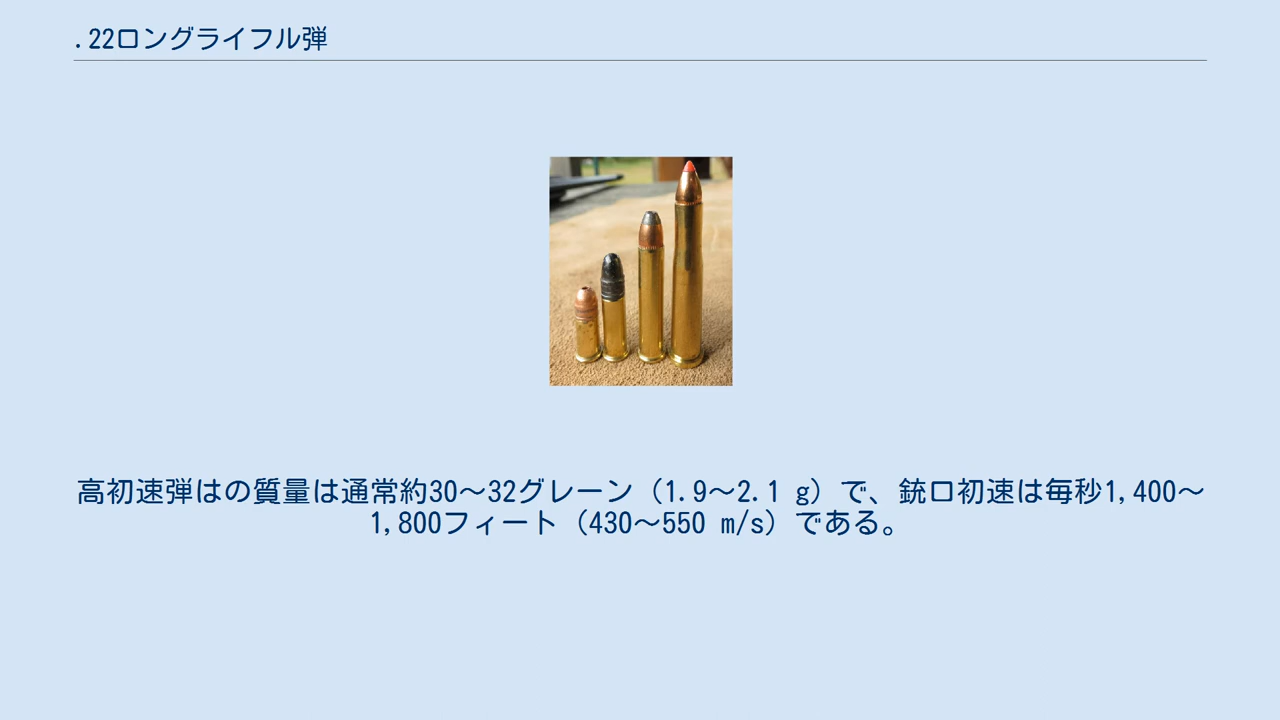 .22ロングライフル弾
高初速弾はの質量は通常約30〜32グレーン（1.9〜2.1 g）で、銃口初速は毎秒1,400〜
1,800フィート（430〜550 m/s）である。